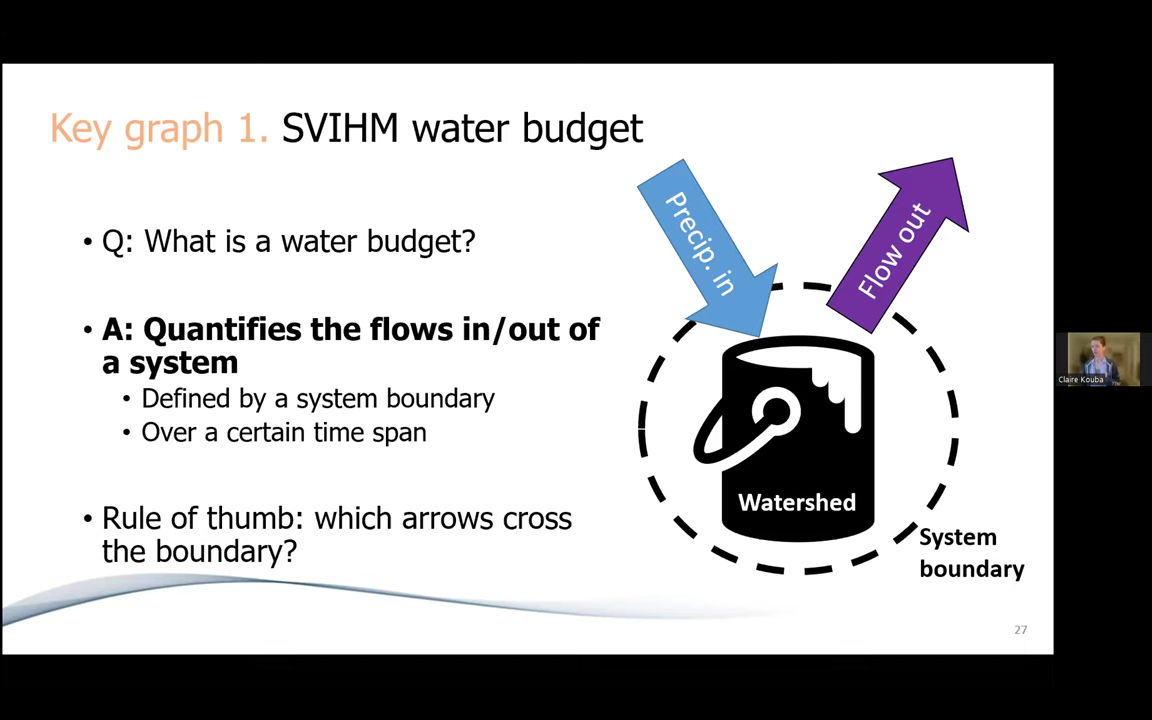 Key graph 1. SVIHM water budget
• Q: What is a water budget?
• A: Quantifies the flows in/out of
a system
• Defined by a system boundary
• Over a certain time span
• Rule of thumb: which arrows cross
the boundary?
Precip. in
Flow out
Watershed
System
boundary
27
Claire Kouba